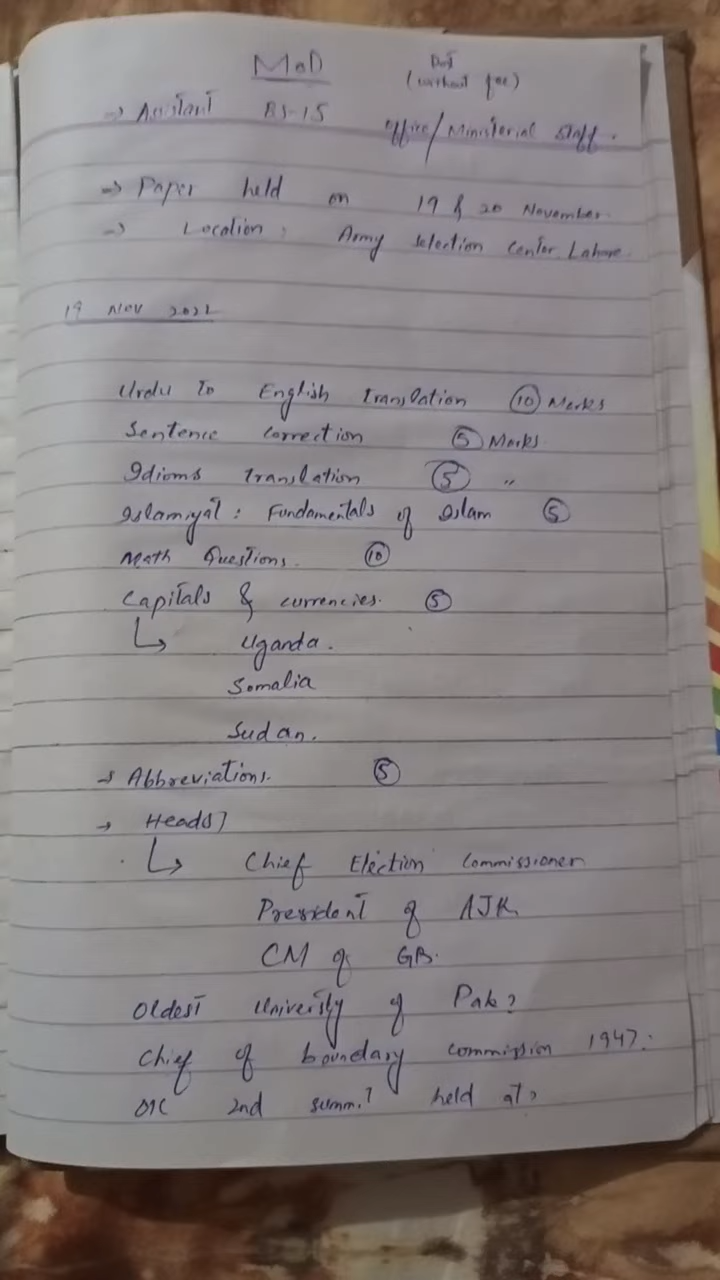 MOD
(without fee)
→ Assistant BS-15 Office/Ministerial Staff.
→ Paper held on 19 & 20 November.
→ Location: Army Selection Center Lahore.
19 Nov 2022
Urdu To English Translation (10) Marks
Sentence Correction (5) Marks
Idioms Translation (5) "
Islamiyat: Fundamentals of Islam (5)
Math Questions. (10)
Capitals & currencies. (5)
↳ Uganda.
Somalia
Sudan.
→ Abbreviations. (5)
→ Heads
↳ Chief Election Commissioner
President of AJK
CM of GB.
Oldest University of Pak?
Chief of boundary commission 1947.
OIC 2nd summit held at?